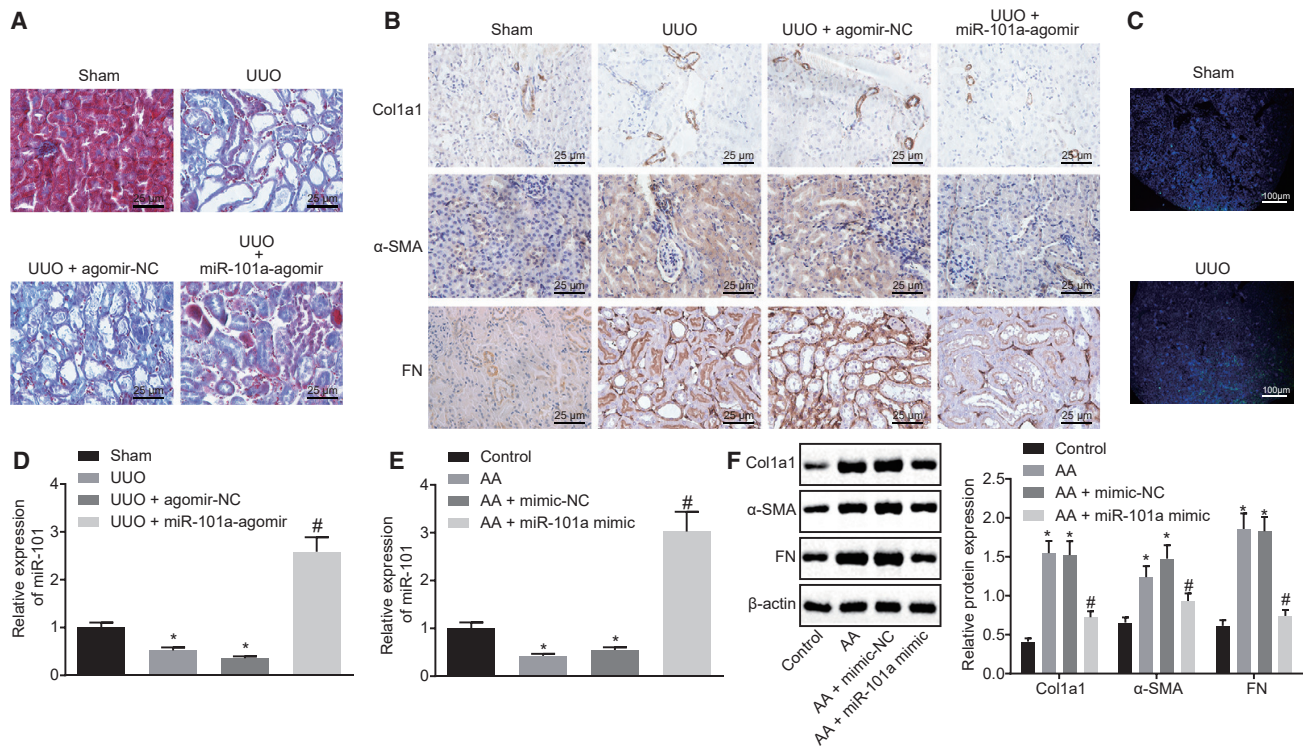 A
Sham
UUO
25 µm
25 µm
UUO + agomir-NC
UUO
+
miR-101a-agomir
25 µm
25 µm
B
Sham
UUO
UUO + agomir-NC
UUO +
miR-101a-agomir
Col1a1
25 µm
25 µm
25 µm
25 µm
α-SMA
25 µm
25 µm
25 µm
25 µm
FN
25 µm
25 µm
25 µm
25 µm
C
Sham
100µm
UUO
100µm
D
Sham
UUO
UUO + agomir-NC
UUO + miR-101a-agomir
Relative expression
of miR-101
4
3
2
1
0
*
*
#
E
Control
AA
AA + mimic-NC
AA + miR-101a mimic
Relative expression
of miR-101
4
3
2
1
0
*
*
#
F
Col1a1
α-SMA
FN
β-actin
Control
AA
AA + mimic-NC
AA + miR-101a mimic
Control
AA
AA + mimic-NC
AA + miR-101a mimic
Relative protein expression
2.5
2.0
1.5
1.0
0.5
0.0
* *
#
* *
#
* *
#
Col1a1
α-SMA
FN